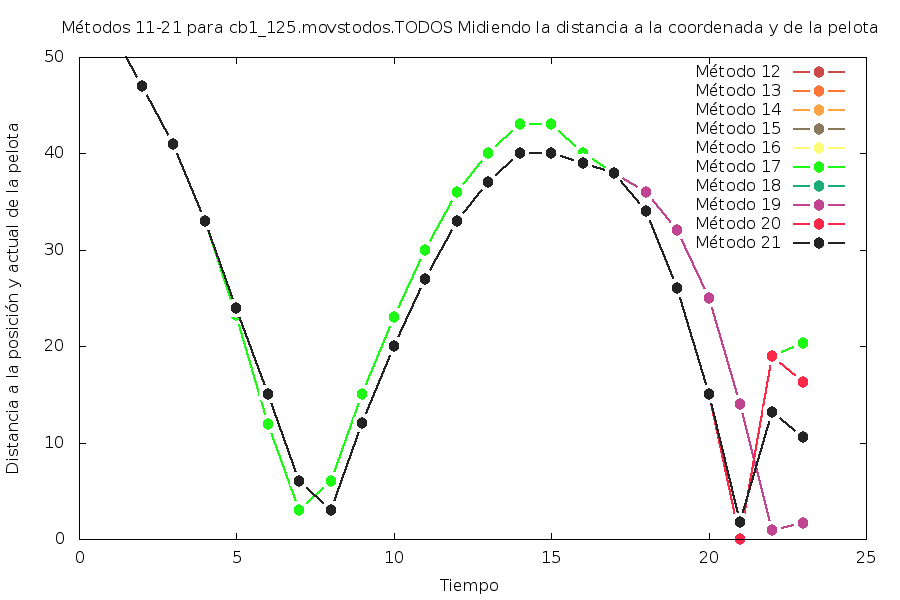 Métodos 11-21 para cb1_125.movstodos.TODOS Midiendo la distancia a la coordenada y de la pelota
Distancia a la posición y actual de la pelota
50
40
30
20
10
0
0 5 10 15 20 25
Tiempo
Método 12
Método 13
Método 14
Método 15
Método 16
Método 17
Método 18
Método 19
Método 20
Método 21